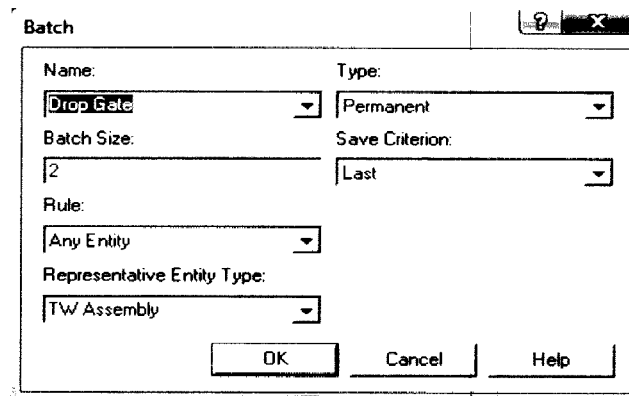 Batch
?
X
Name:
Type:
Drop Gate
Permanent
Batch Size:
Save Criterion:
2
Last
Rule:
Any Entity
Representative Entity Type:
TW Assembly
OK
Cancel
Help